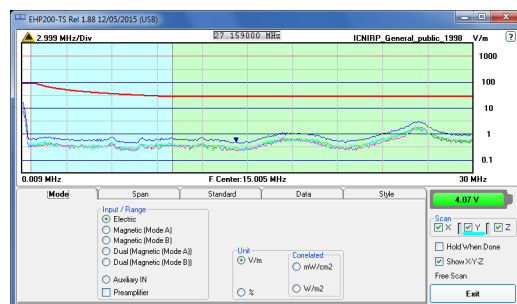 EHP200-TS Rel 1.88 12/05/2015 (USB)
2.999 MHz/Div 27.159000 MHz ICNIRP_General_public_1998 V/m ?
1000
100
10
1
0.1
0.009 MHz F Center:15.005 MHz 30 MHz
Mode Span Standard Data Style
4.07 V
Input / Range
Electric
Magnetic (Mode A)
Magnetic (Mode B)
Dual (Magnetic (Mode A))
Dual (Magnetic (Mode B))
Auxiliary IN
Preamplifier
Unit
V/m
%
Correlated
mW/cm2
W/m2
Scan
X [ Y ] [ Z
Hold When Done
Show X-Y-Z
Free Scan
Exit